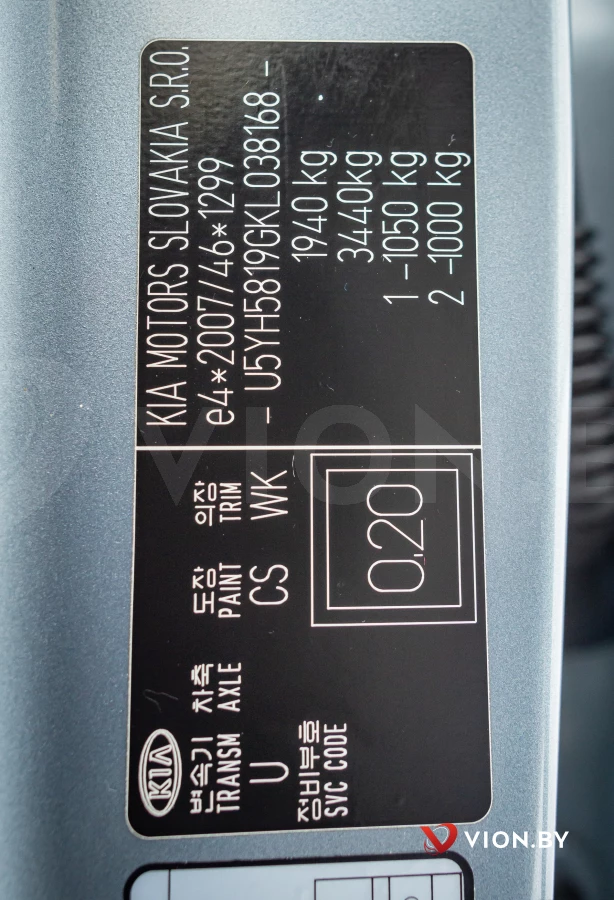 KIA MOTORS SLOVAKIA S.R.O.
e4*2007/46*1299
- U5YH5819GKL038168 -
1940 kg
3440kg
1 -1050 kg
2 -1000 kg
KIA
변속기 차축 도장 의장
TRANSM AXLE PAINT TRIM
U CS WK
정비부호
SVC CODE
0.20
VION.BY